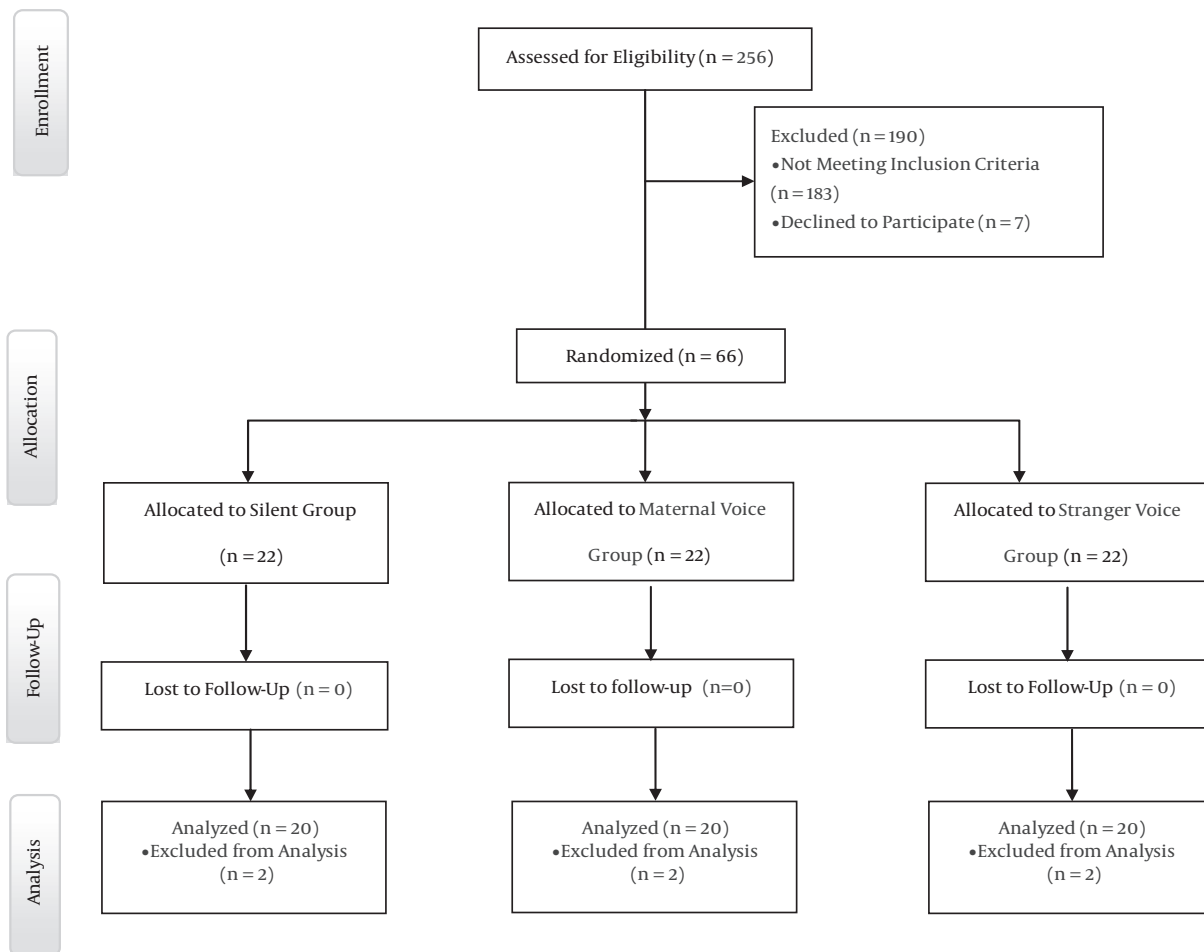 Enrollment
Assessed for Eligibility (n = 256)
Excluded (n = 190)
•Not Meeting Inclusion Criteria
(n = 183)
•Declined to Participate (n = 7)
Allocation
Randomized (n = 66)
Allocated to Silent Group
(n = 22)
Allocated to Maternal Voice
Group (n = 22)
Allocated to Stranger Voice
Group (n = 22)
Follow-Up
Lost to Follow-Up (n = 0)
Lost to follow-up (n=0)
Lost to Follow-Up (n = 0)
Analysis
Analyzed (n = 20)
•Excluded from Analysis
(n = 2)
Analyzed (n = 20)
•Excluded from Analysis
(n = 2)
Analyzed (n = 20)
•Excluded from Analysis
(n = 2)